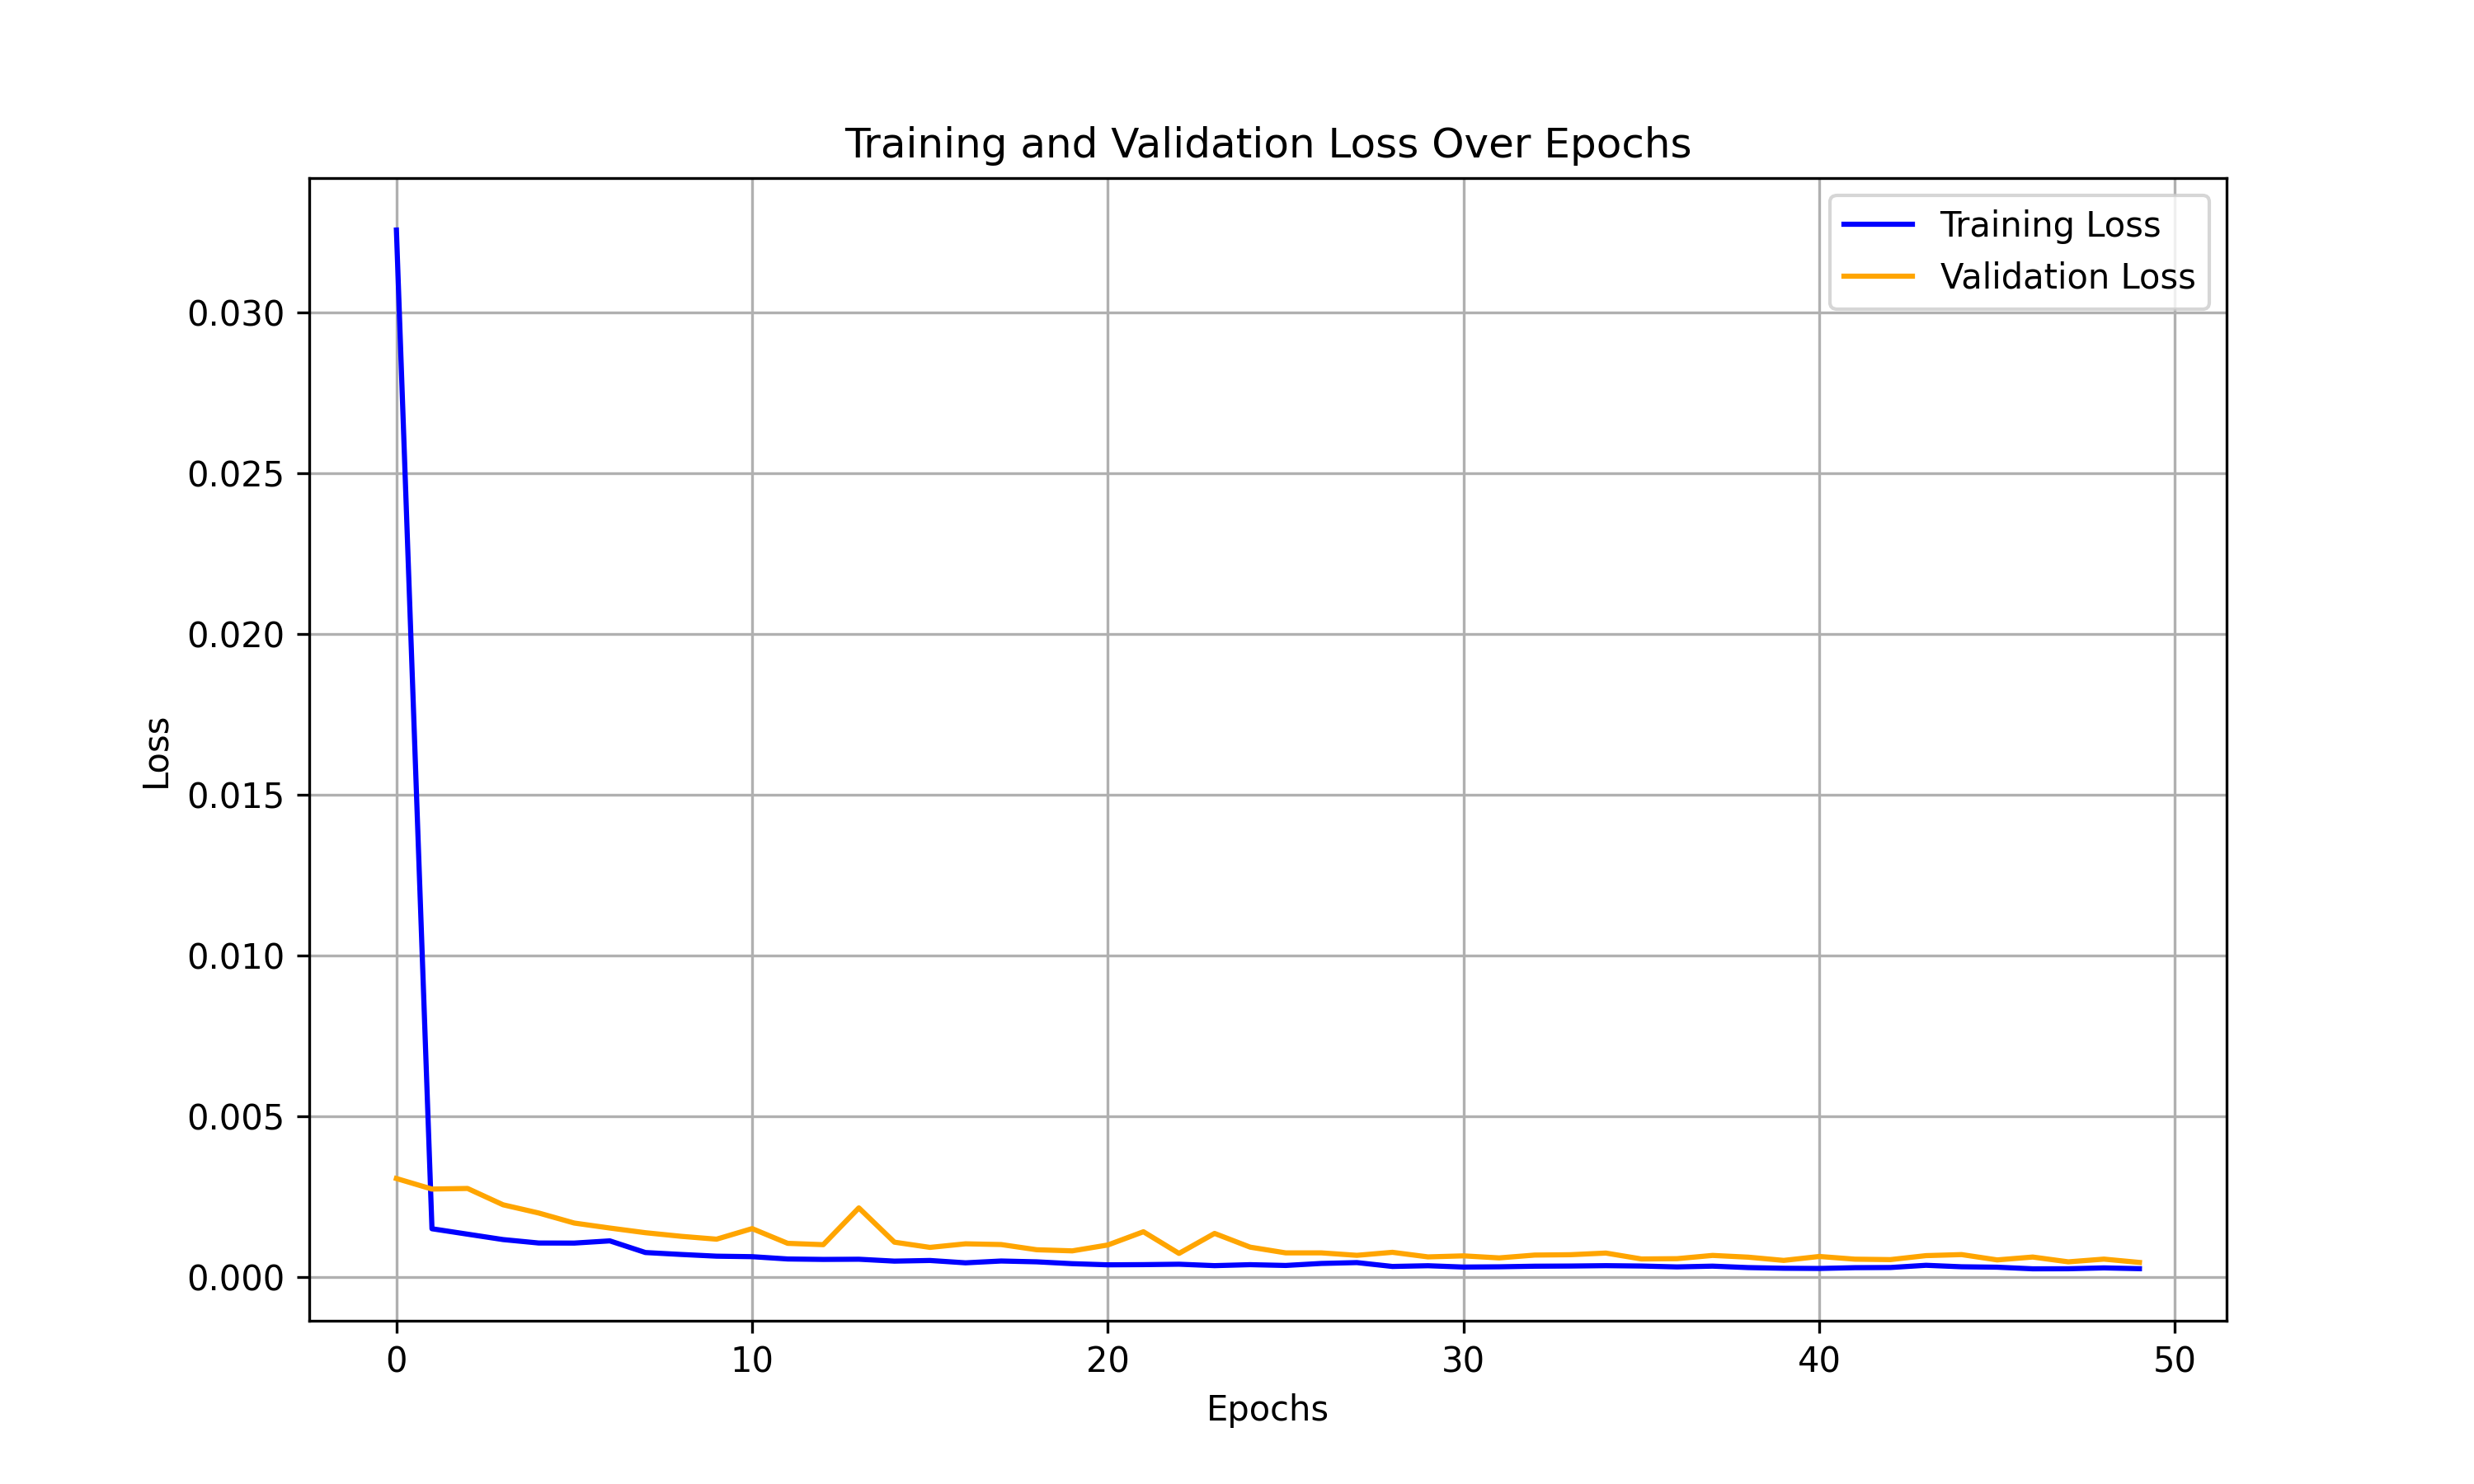 Training and Validation Loss Over Epochs
Training Loss
Validation Loss
0.030
0.025
0.020
0.015
0.010
0.005
0.000
Loss
0 10 20 30 40 50
Epochs